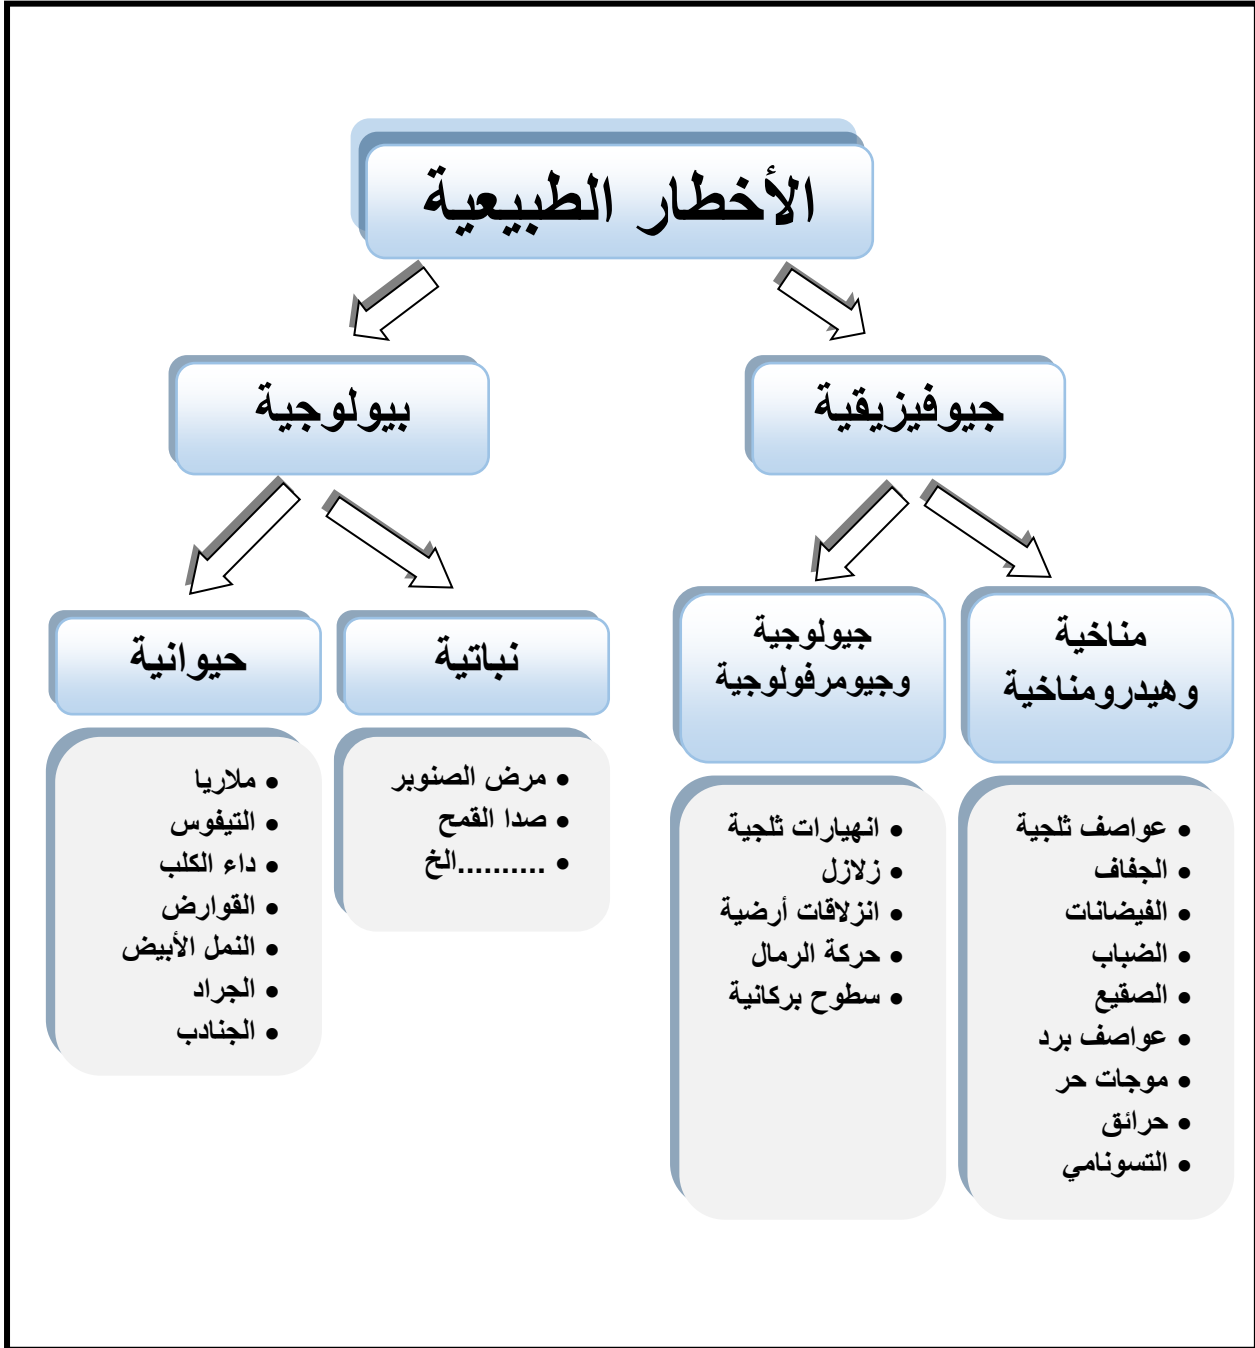 الأخطار الطبيعية
جيوفيزيقية
بيولوجية
مناخية
وهيدرومناخية
جيولوجية
وجيومرفولوجية
نباتية
حيوانية
• عواصف ثلجية
• الجفاف
• الفيضانات
• الضباب
• الصقيع
• عواصف برد
• موجات حر
• حرائق
• التسونامي
• انهيارات ثلجية
• زلازل
• انزلاقات أرضية
• حركة الرمال
• سطوح بركانية
• مرض الصنوبر
• صدا القمح
• ..........الخ
• ملاريا
• التيفوس
• داء الكلب
• القوارض
• النمل الأبيض
• الجراد
• الجنادب